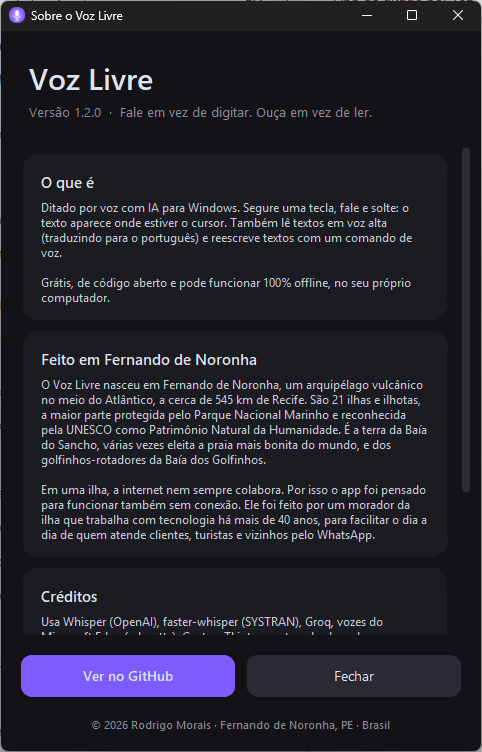 Sobre o Voz Livre
Voz Livre
Versão 1.2.0 · Fale em vez de digitar. Ouça em vez de ler.
O que é
Ditado por voz com IA para Windows. Segure uma tecla, fale e solte: o
texto aparece onde estiver o cursor. Também lê textos em voz alta
(traduzindo para o português) e reescreve textos com um comando de
voz.
Grátis, de código aberto e pode funcionar 100% offline, no seu próprio
computador.
Feito em Fernando de Noronha
O Voz Livre nasceu em Fernando de Noronha, um arquipélago vulcânico
no meio do Atlântico, a cerca de 545 km de Recife. São 21 ilhas e ilhotas,
a maior parte protegida pelo Parque Nacional Marinho e reconhecida
pela UNESCO como Patrimônio Natural da Humanidade. É a terra da Baía
do Sancho, várias vezes eleita a praia mais bonita do mundo, e dos
golfinhos-rotadores da Baía dos Golfinhos.
Em uma ilha, a internet nem sempre colabora. Por isso o app foi pensado
para funcionar também sem conexão. Ele foi feito por um morador da
ilha que trabalha com tecnologia há mais de 40 anos, para facilitar o dia a
dia de quem atende clientes, turistas e vizinhos pelo WhatsApp.
Créditos
Usa Whisper (OpenAI), faster-whisper (SYSTRAN), Groq, vozes do
Ver no GitHub
Fechar
© 2026 Rodrigo Morais · Fernando de Noronha, PE · Brasil